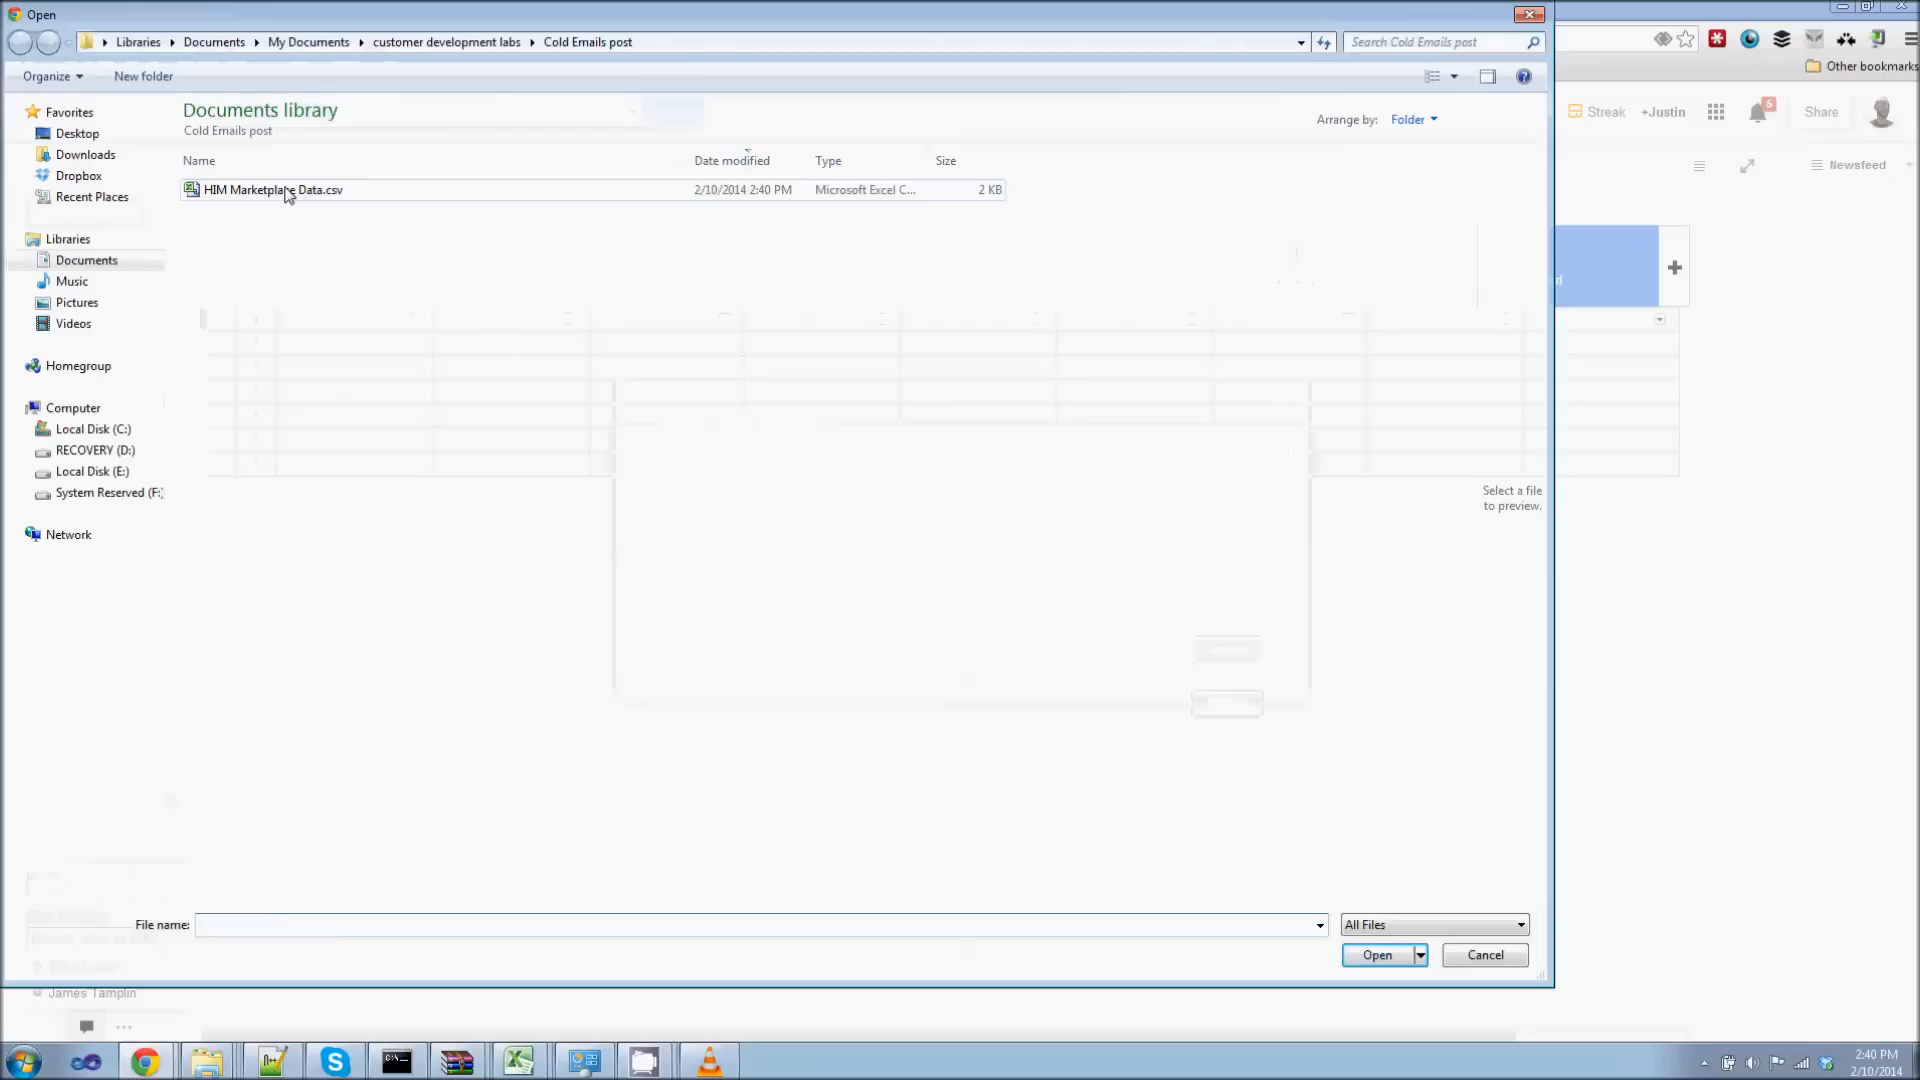 Open
Libraries Documents My Documents customer development labs Cold Emails post
Search Cold Emails post
Organize New folder
Other bookmarks
Favorites
Desktop
Downloads
Dropbox
Recent Places
Libraries
Documents
Music
Pictures
Videos
Homegroup
Computer
Local Disk (C:)
RECOVERY (D:)
Local Disk (E:)
System Reserved (F:)
Network
Documents library
Cold Emails post
Arrange by: Folder
Name Date modified Type Size
HIM Marketplace Data.csv 2/10/2014 2:40 PM Microsoft Excel C... 2 KB
Streak +Justin 6 Share
Newsfeed
Select a file
to preview.
File name: All Files
Open Cancel
James Tamplin
2:40 PM
2/10/2014